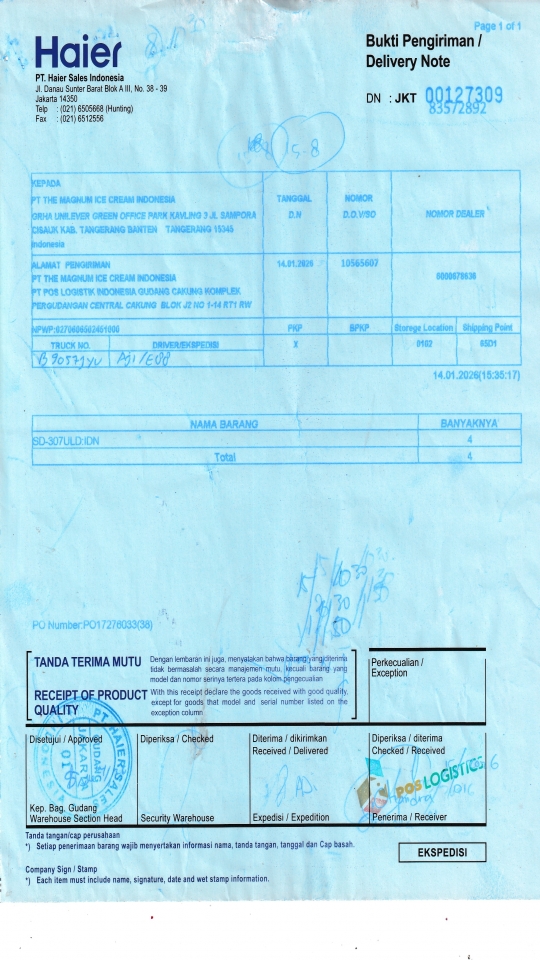 Page 1 of 1
Haier
Bukti Pengiriman /
Delivery Note
PT. Haier Sales Indonesia
Jl. Danau Sunter Barat Blok A III, No. 38 - 39
Jakarta 14350
Telp : (021) 6505668 (Hunting)
Fax : (021) 6512556
DN : JKT 00127309
83572892
15-8
KEPADA
PT THE MAGNUM ICE CREAM INDONESIA
GRHA UNILEVER GREEN OFFICE PARK KAVLING 3 JL SAMPORA
CISAUK KAB. TANGERANG BANTEN TANGERANG 15345
Indonesia
TANGGAL
D.N
NOMOR
D.O.V/SO
NOMOR DEALER
ALAMAT PENGIRIMAN
PT THE MAGNUM ICE CREAM INDONESIA
PT POS LOGISTIK INDONESIA GUDANG CAKUNG KOMPLEK
PERGUDANGAN CENTRAL CAKUNG BLOK J2 NO 1-14 RT1 RW
14.01.2026
10565607
NPWP:
PKP
BPKP
Storage Location
Shipping Point
TRUCK NO.
DRIVER/EKSPEDISI
X
0102
65D1
B 9057
14.01.2026(15:35:17)
NAMA BARANG
BANYAKNYA
SD-307ULD:IDN
4
Total
4
PO Number:PO17276033(36)
TANDA TERIMA MUTU
Dengan lembaran ini juga, menyatakan bahwa barang yang diterima
tidak bermasalah secara manajemen mutu, kecuali barang yang
model dan nomor serinya tertera pada kolom pengecualian
RECEIPT OF PRODUCT
QUALITY
With this receipt declare the goods received with good quality,
except for goods that model and serial number listed on the
exception column
Perkecualian /
Exception
Disetujui / Approved
Diperiksa / Checked
Diterima / dikirimkan
Received / Delivered
Diperiksa / diterima
Checked / Received
PT HAIER SALES
GUDANG
JAKARTA
POS LOGISTICS
Kep. Bag. Gudang
Warehouse Section Head
Security Warehouse
Expedisi / Expedition
Penerima / Receiver
Tanda tangan/cap perusahaan
*) Setiap penerimaan barang wajib menyertakan informasi nama, tanda tangan, tanggal dan Cap basah.
EKSPEDISI
Company Sign / Stamp
*) Each item must include name, signature, date and wet stamp information.